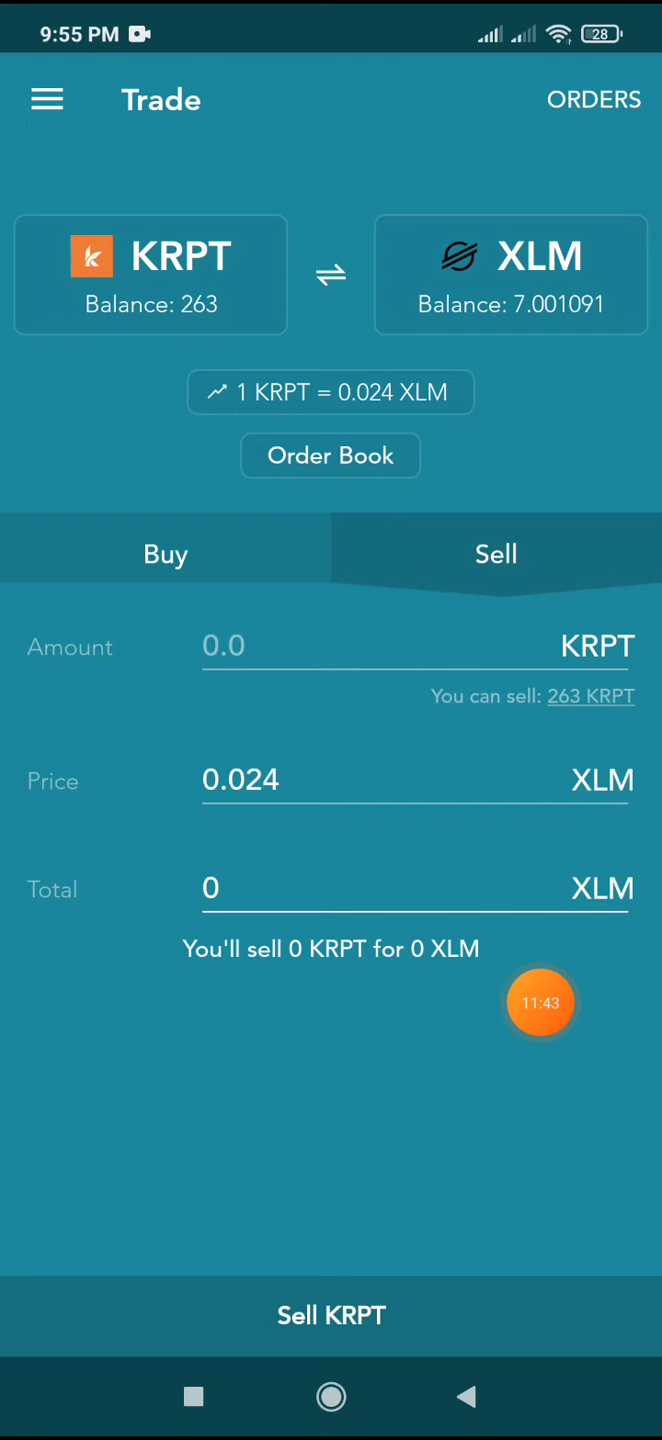 9:55 PM 28
Trade ORDERS
KRPT XLM
Balance: 263 Balance: 7.001091
1 KRPT = 0.024 XLM
Order Book
Buy Sell
Amount 0.0 KRPT
You can sell: 263 KRPT
Price 0.024 XLM
Total 0 XLM
You'll sell 0 KRPT for 0 XLM
11:43
Sell KRPT